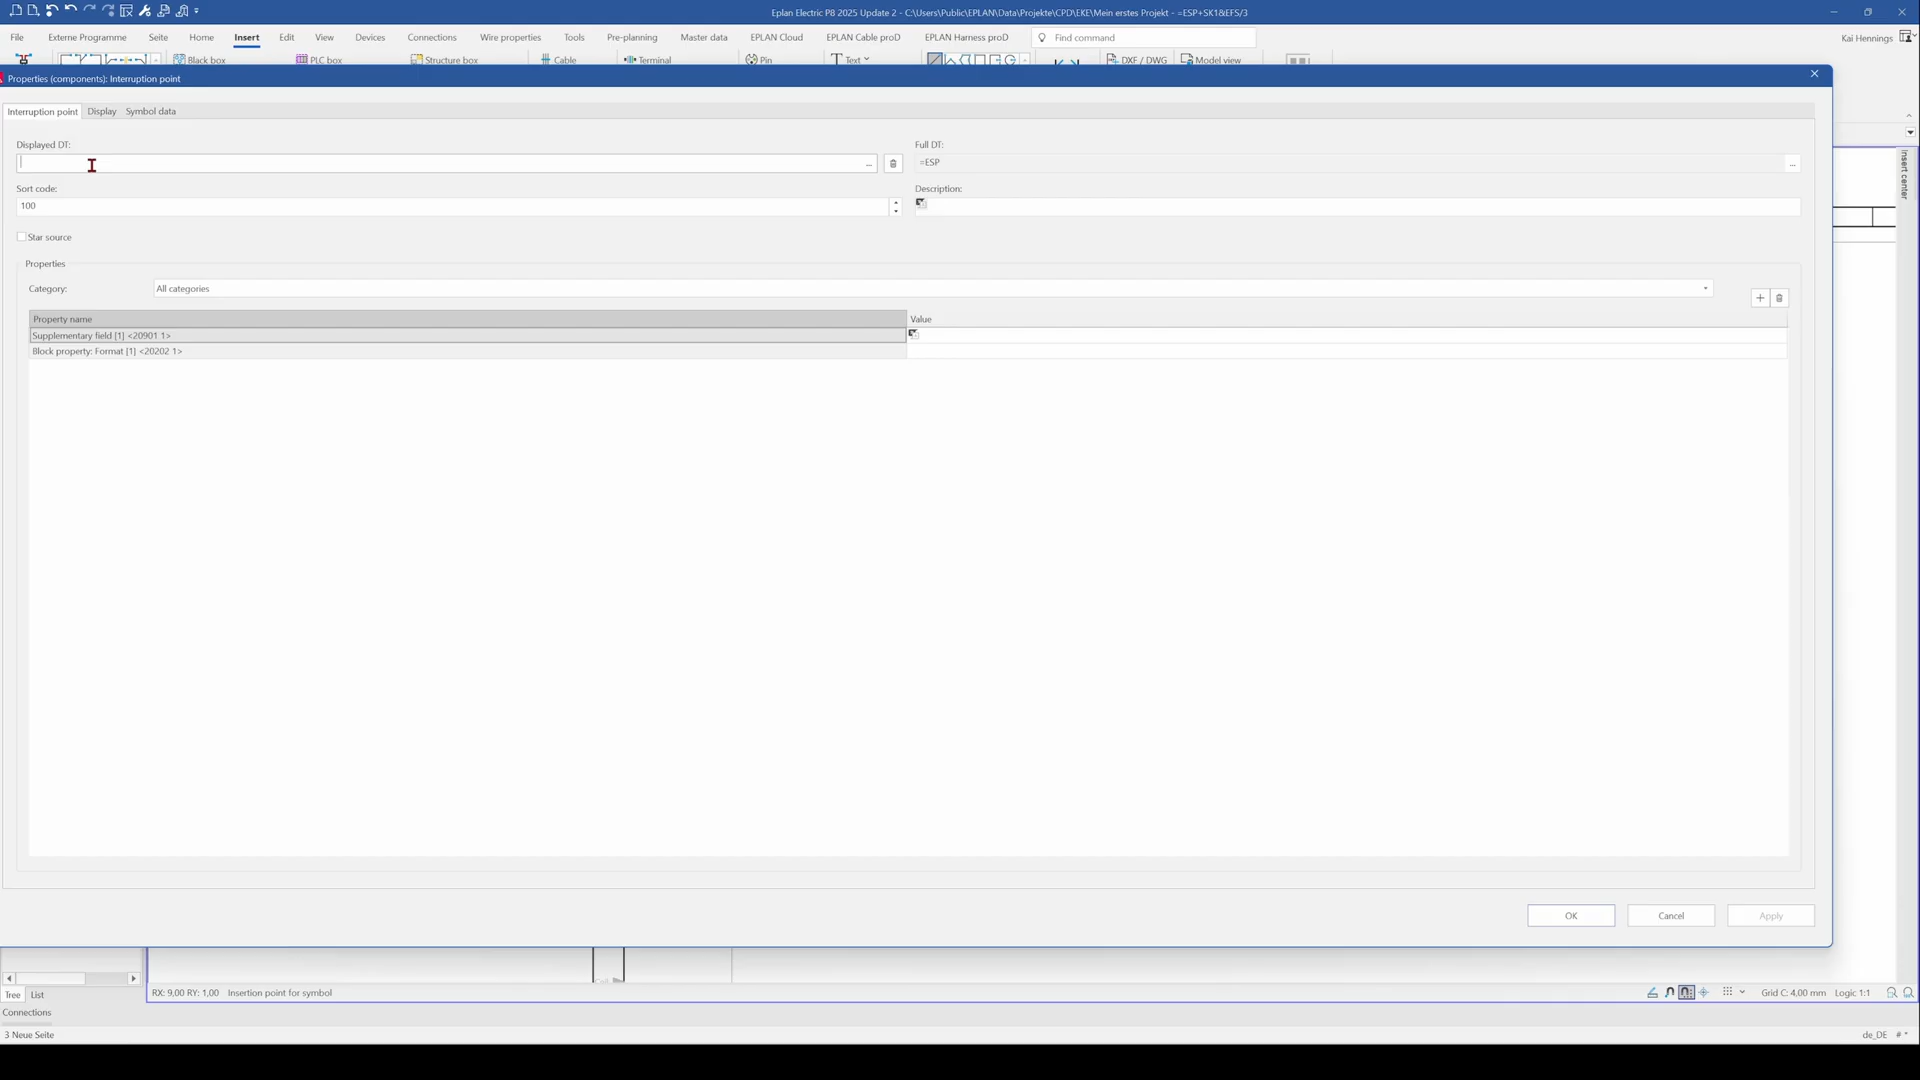 Eplan Electric P8 2025 Update 2 - C:\Users\Public\EPLAN\Data\Projekte\CPD\EKE\Mein erstes Projekt - =ESP+SK1&EFS/3
File Externe Programme Seite Home Insert Edit View Devices Connections Wire properties Tools Pre-planning Master data EPLAN Cloud EPLAN Cable proD EPLAN Harness proD Find command Kai Hennings
Black box PLC box Structure box Cable Terminal Pin Text DXF / DWG Model view
Properties (components): Interruption point
Interruption point Display Symbol data
Displayed DT: Full DT:
... =ESP ...
Sort code: Description:
100
Star source
Properties
Category: All categories
Property name Value
Supplementary field [1] <20901 1>
Block property: Format [1] <20202 1>
OK Cancel Apply
Insert center
Tree List
RX: 9,00 RY: 1,00 Insertion point for symbol Grid C: 4,00 mm Logic 1:1
Connections
3 Neue Seite de_DE # *